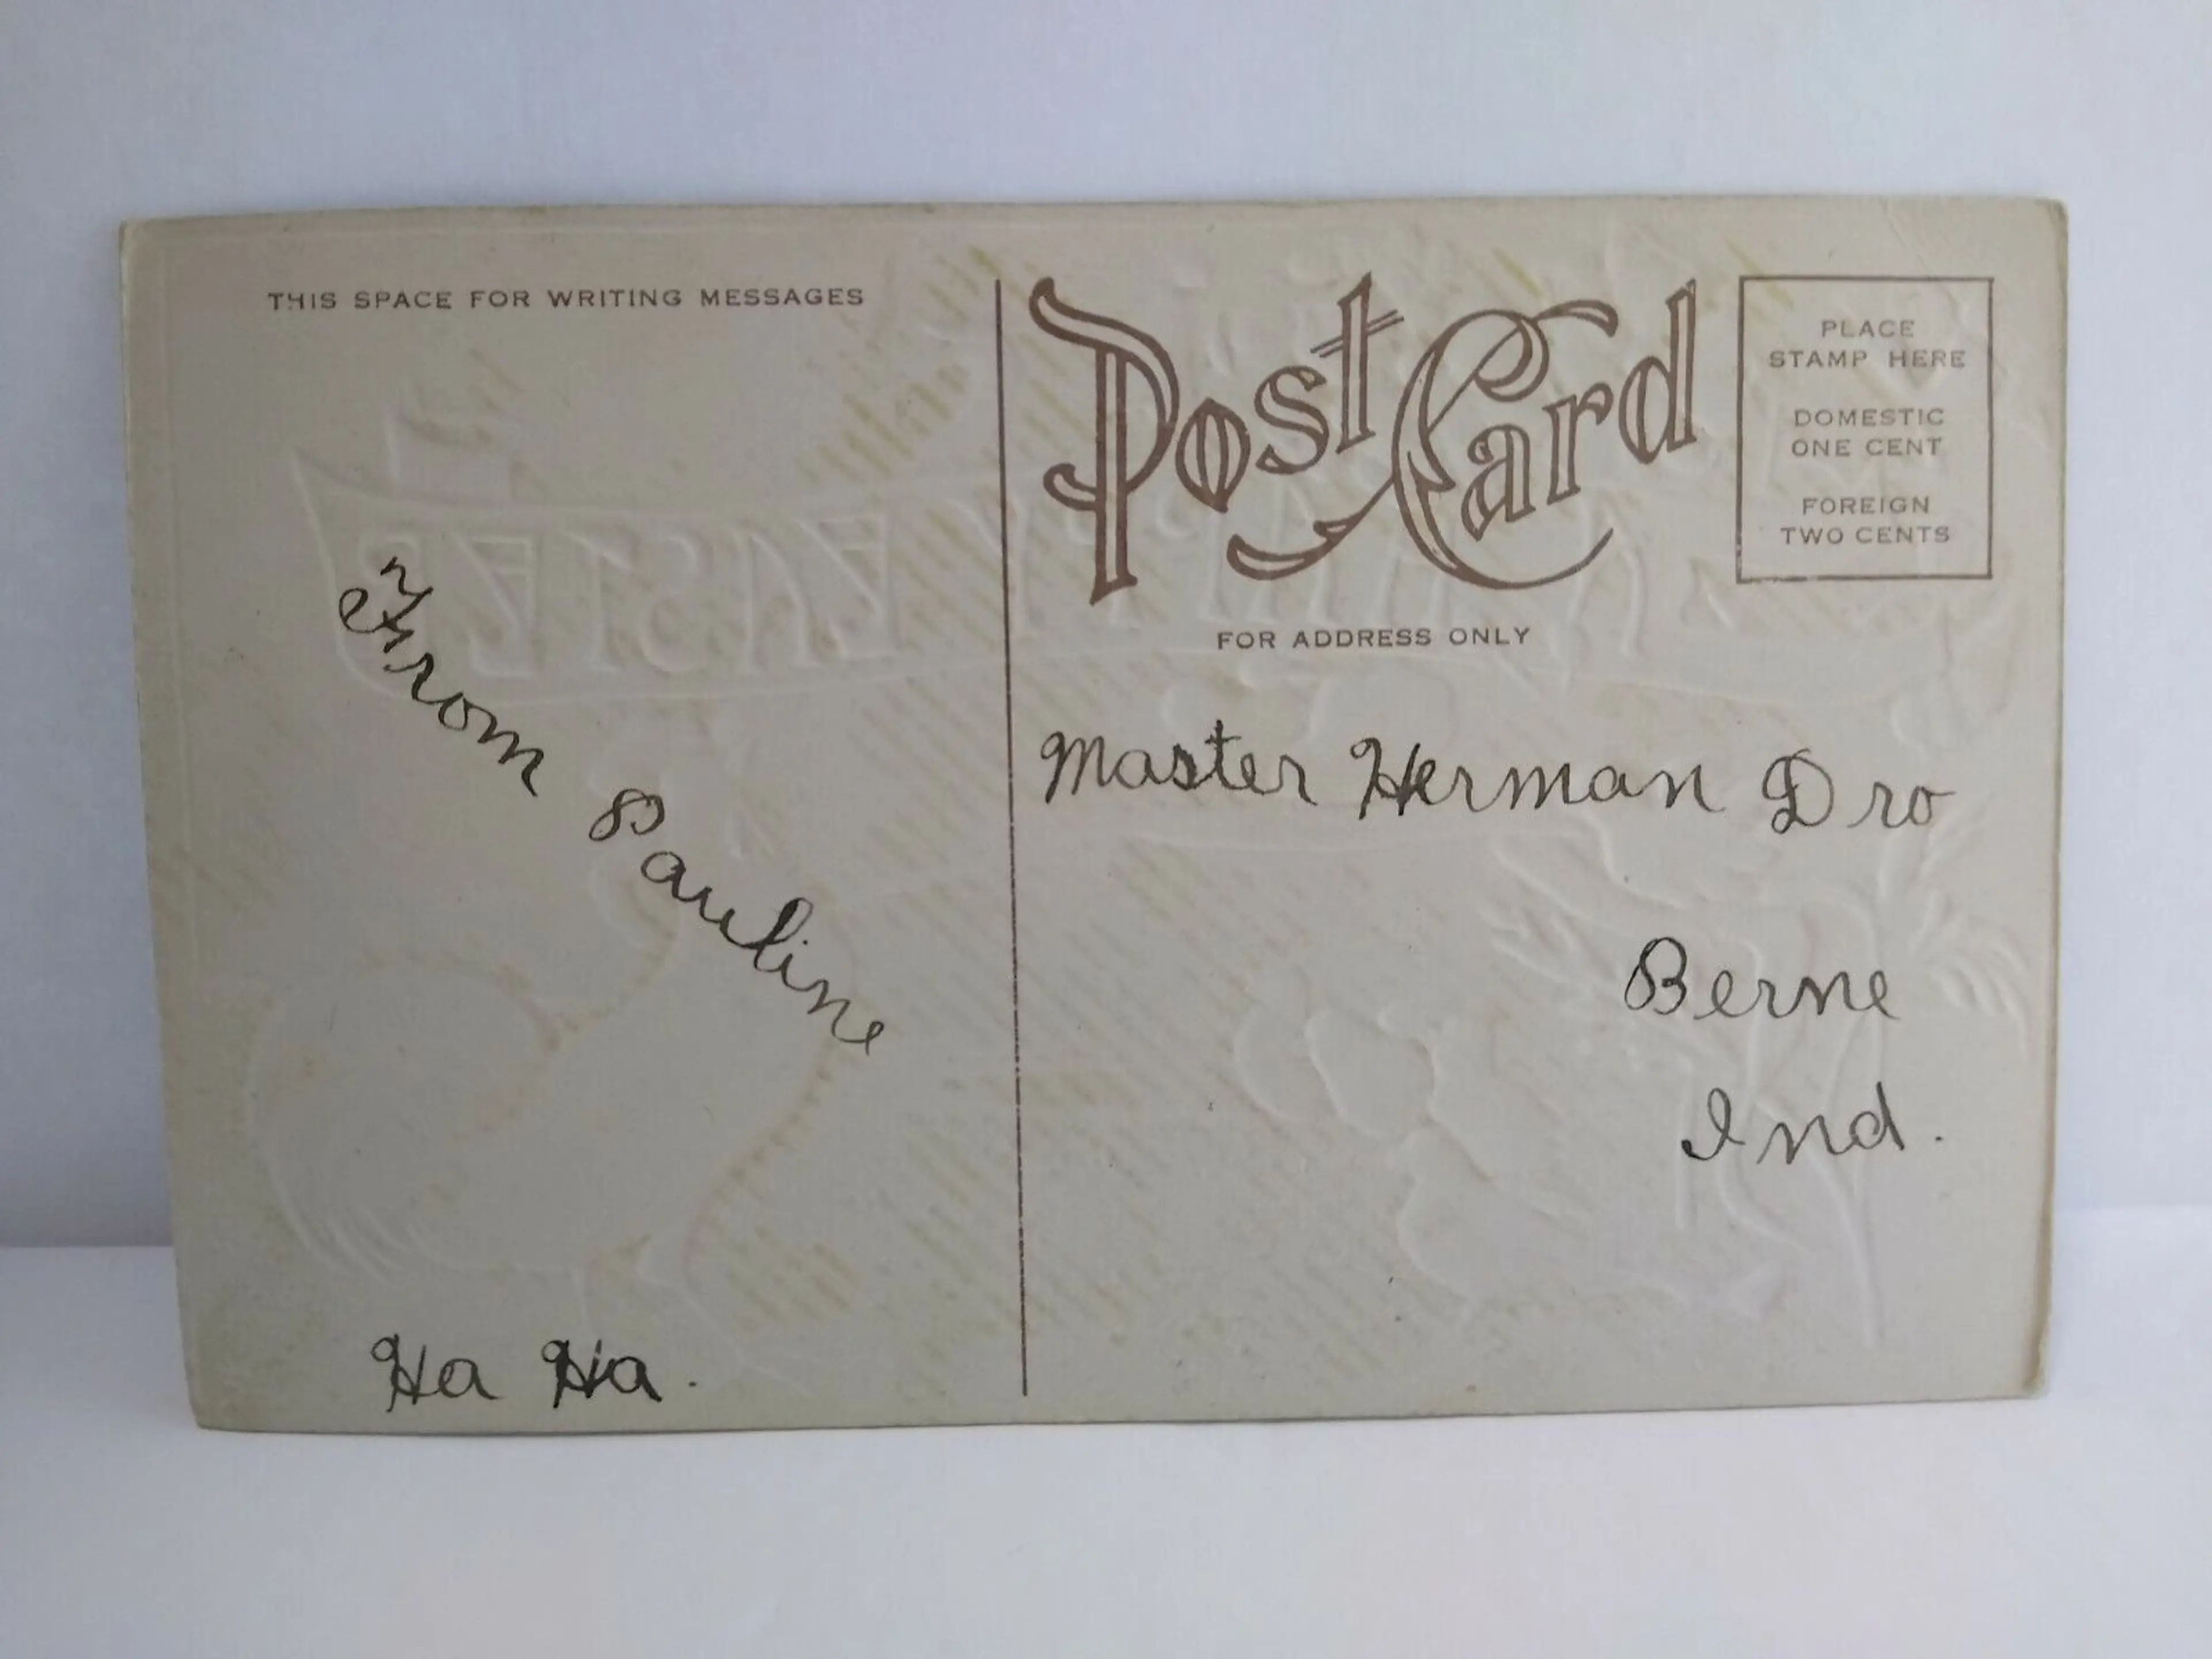 THIS SPACE FOR WRITING MESSAGES
From Pauline
Ha Ha.
Post Card
FOR ADDRESS ONLY
PLACE
STAMP HERE
DOMESTIC
ONE CENT
FOREIGN
TWO CENTS
Master Herman Dro
Berne
Ind.